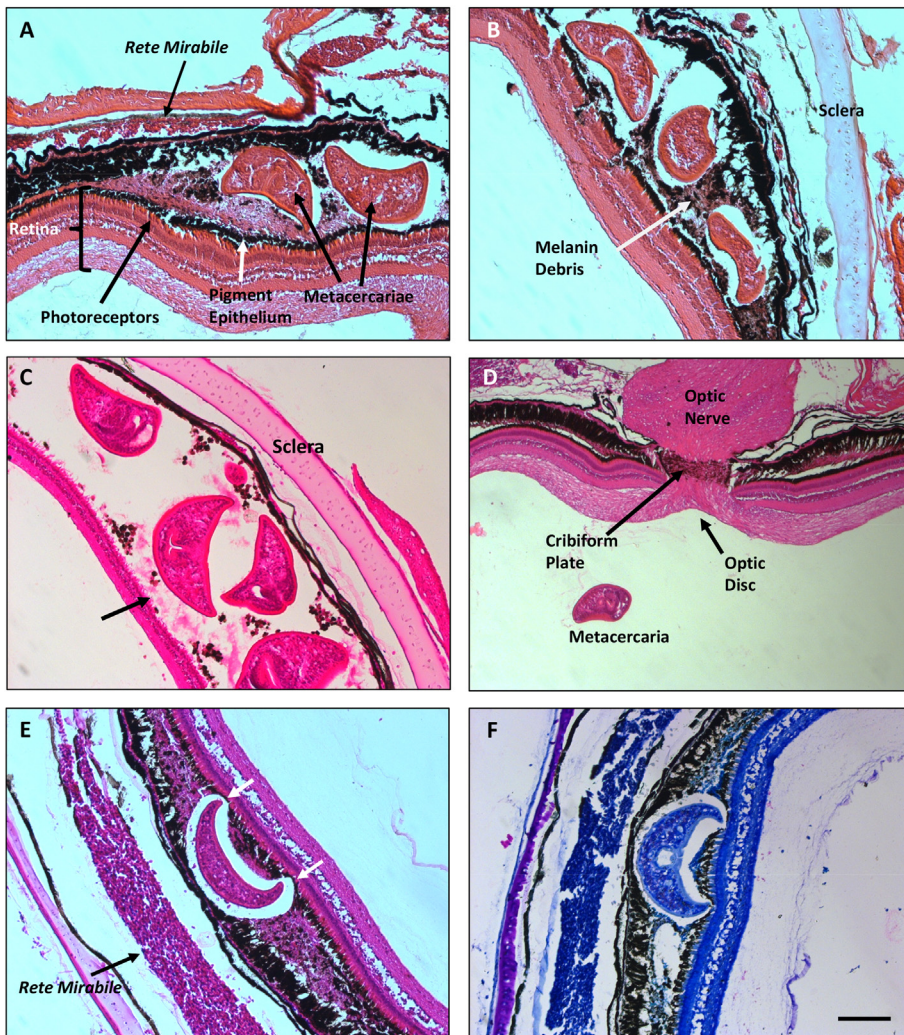 A
Rete Mirabile
Retina
Photoreceptors
Pigment
Epithelium
Metacercariae
B
Sclera
Melanin
Debris
C
Sclera
D
Optic
Nerve
Cribiform
Plate
Optic
Disc
Metacercaria
E
Rete Mirabile
F